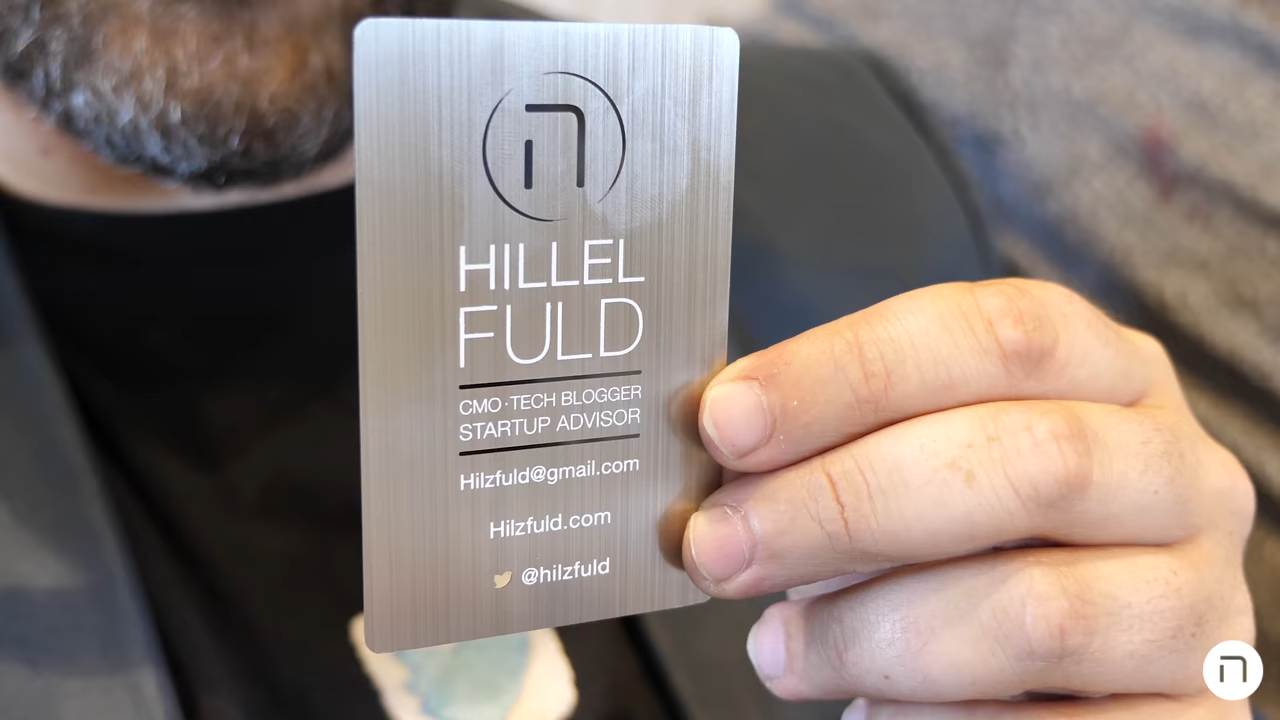 ה
HILLEL
FULD
CMO·TECH BLOGGER
STARTUP ADVISOR
Hilzfuld@gmail.com
Hilzfuld.com
@hilzfuld
ה